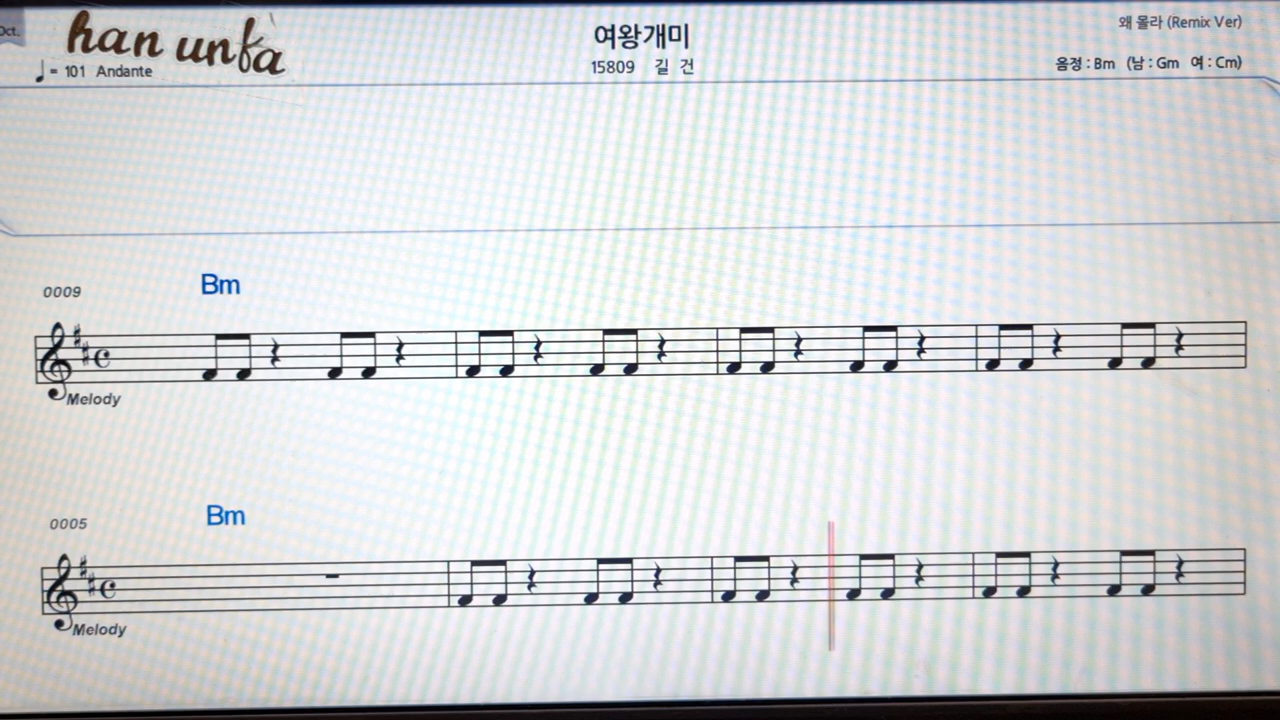 Oct.
han unfa
♩= 101 Andante
여왕개미
15809 길 건
왜 몰라 (Remix Ver)
음정 : Bm (남 : Gm 여 : Cm)
0009
Bm
Melody
0005
Bm
Melody